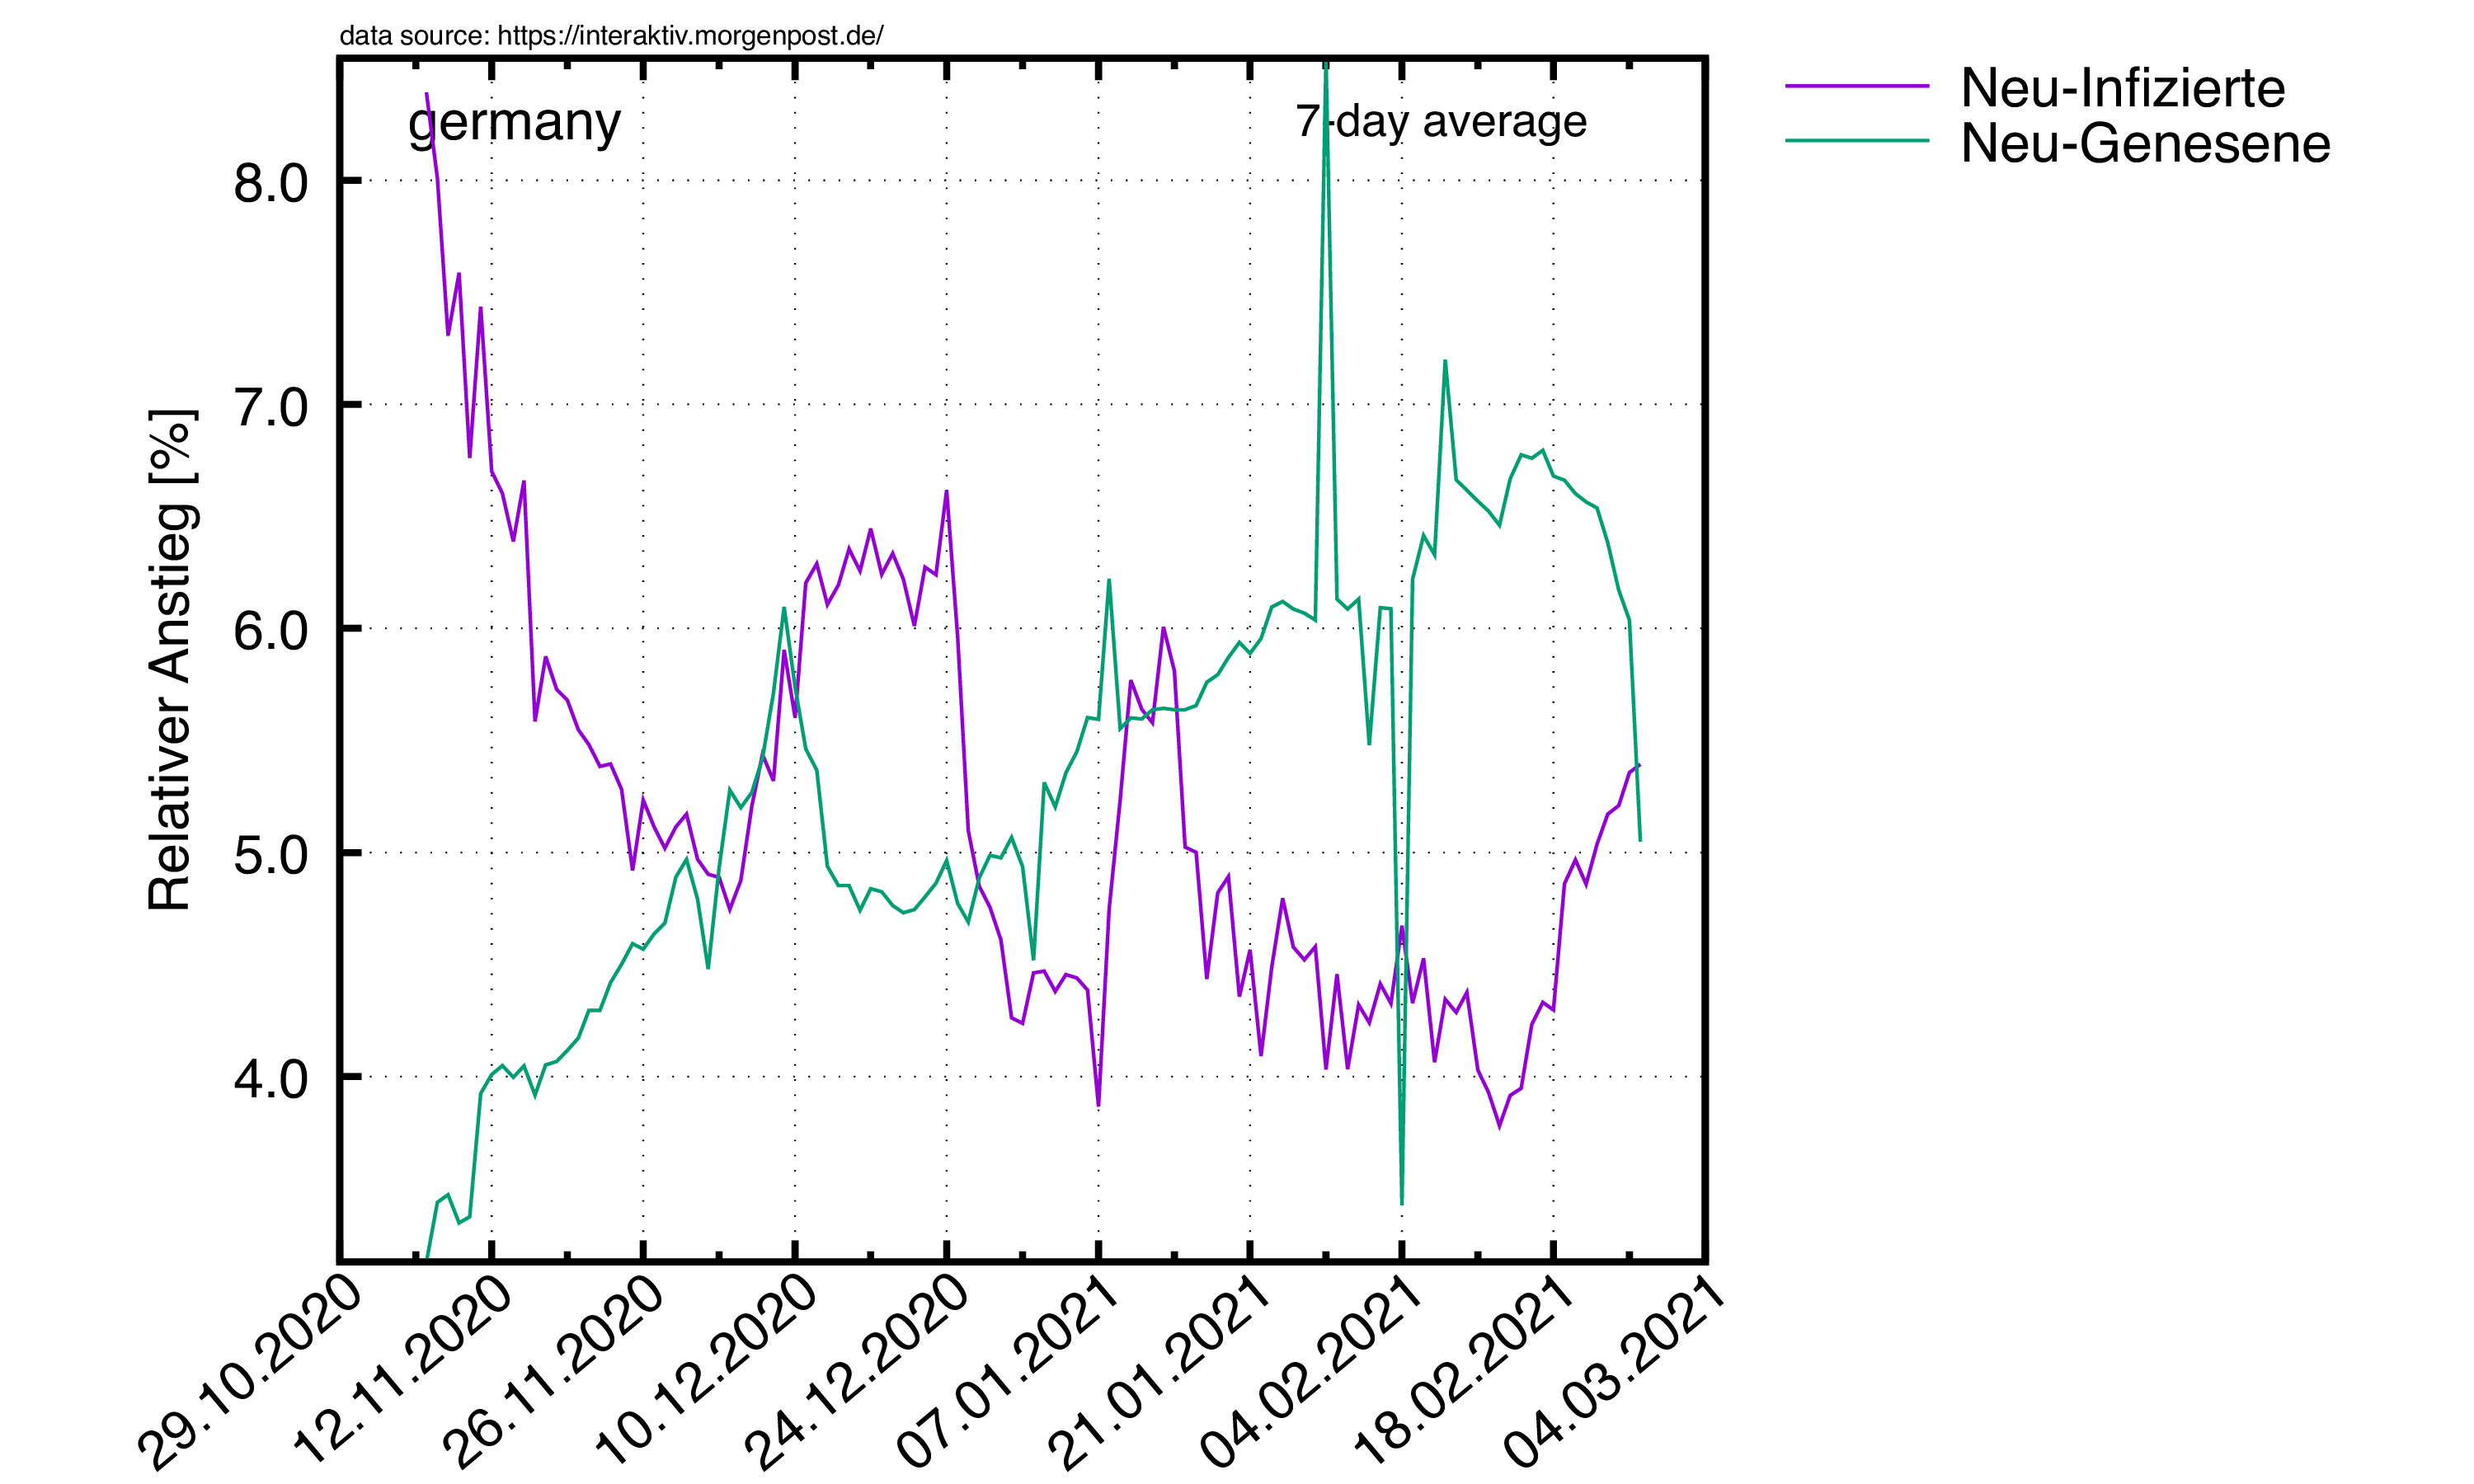 data source: https://interaktiv.morgenpost.de/
germany
7-day average
Neu-Infizierte
Neu-Genesene
Relativer Anstieg [%]
8.0
7.0
6.0
5.0
4.0
29.10.2020
12.11.2020
26.11.2020
10.12.2020
24.12.2020
07.01.2021
21.01.2021
04.02.2021
18.02.2021
04.03.2021